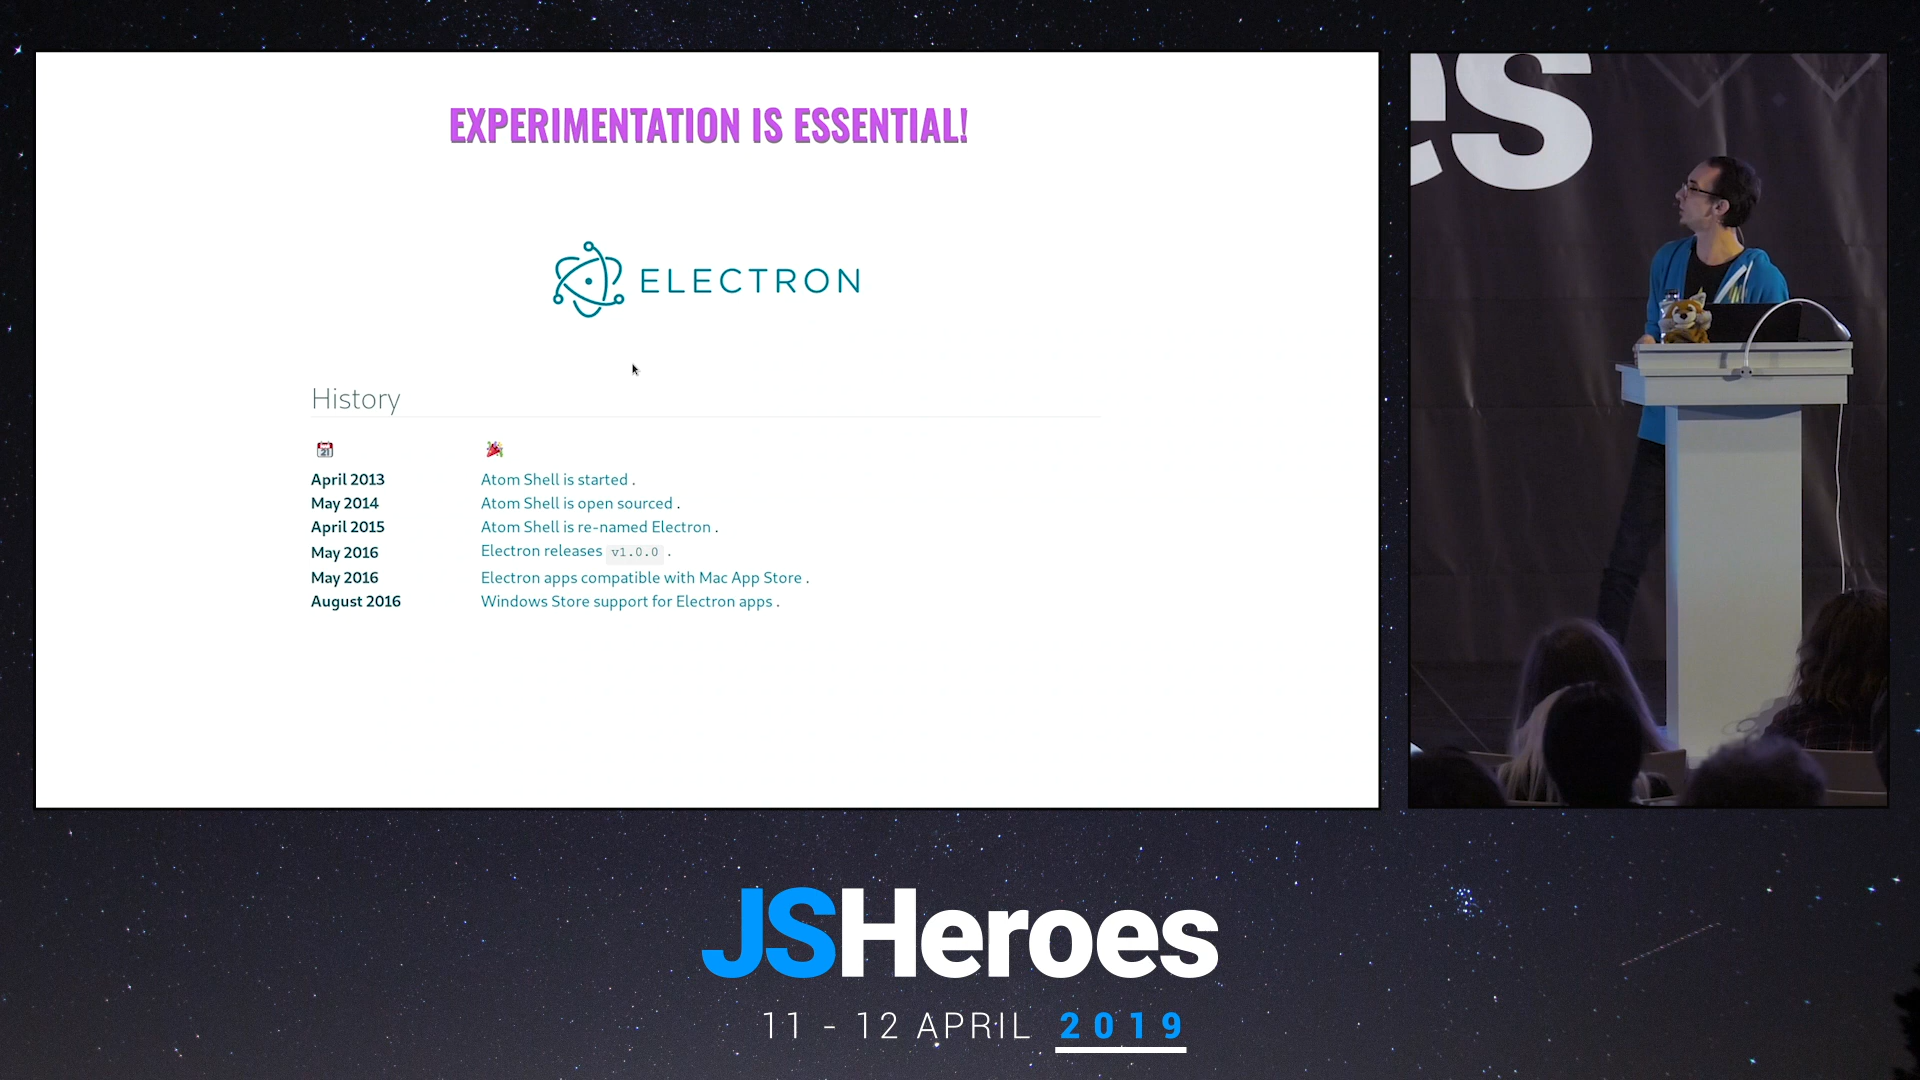 EXPERIMENTATION IS ESSENTIAL!
ELECTRON
History
April 2013 Atom Shell is started .
May 2014 Atom Shell is open sourced .
April 2015 Atom Shell is re-named Electron .
May 2016 Electron releases v1.0.0 .
May 2016 Electron apps compatible with Mac App Store .
August 2016 Windows Store support for Electron apps .
es
JSHeroes
11 - 12 APRIL 2019